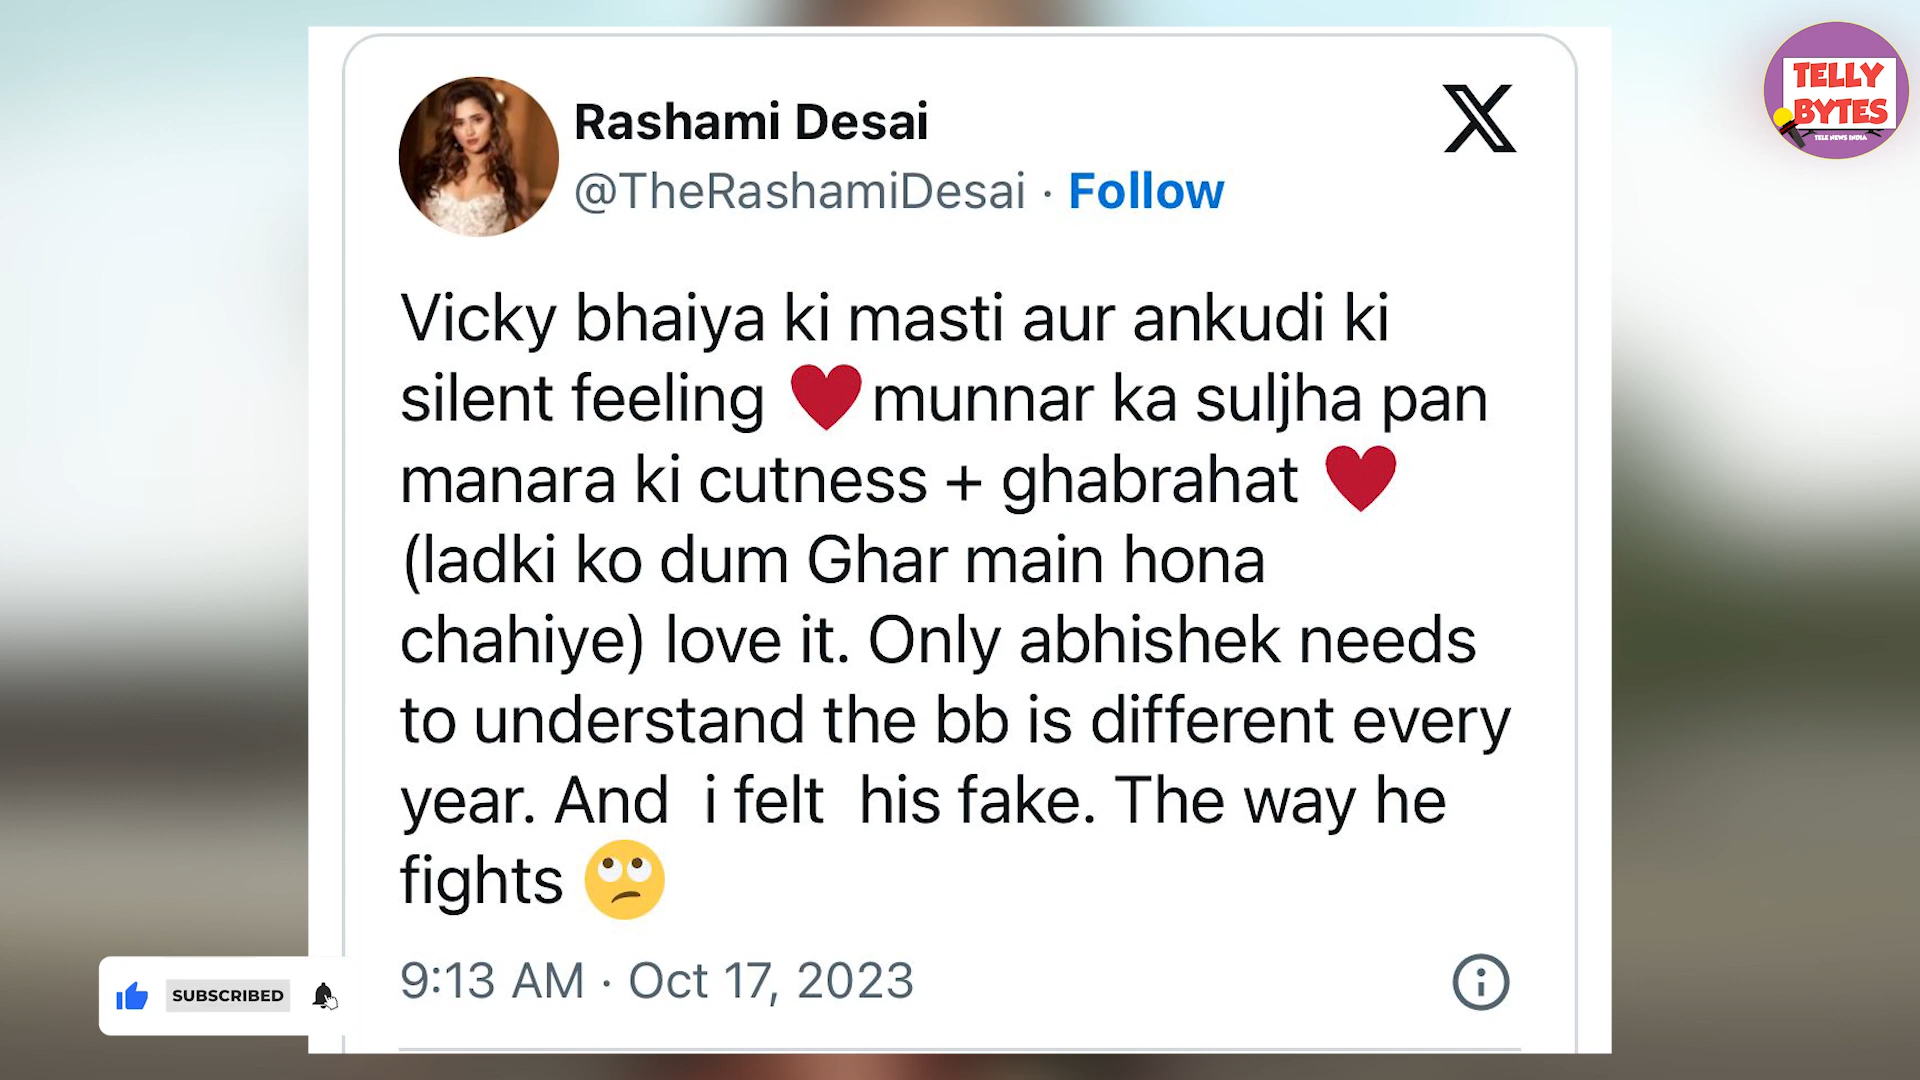 Rashami Desai
@TheRashamiDesai · Follow
Vicky bhaiya ki masti aur ankudi ki
silent feeling ♥️munnar ka suljha pan
manara ki cutness + ghabrahat ♥️
(ladki ko dum Ghar main hona
chahiye) love it. Only abhishek needs
to understand the bb is different every
year. And  i felt  his fake. The way he
fights 🙄
9:13 AM · Oct 17, 2023
TELLY
BYTES
TELE NEWS INDIA
SUBSCRIBED